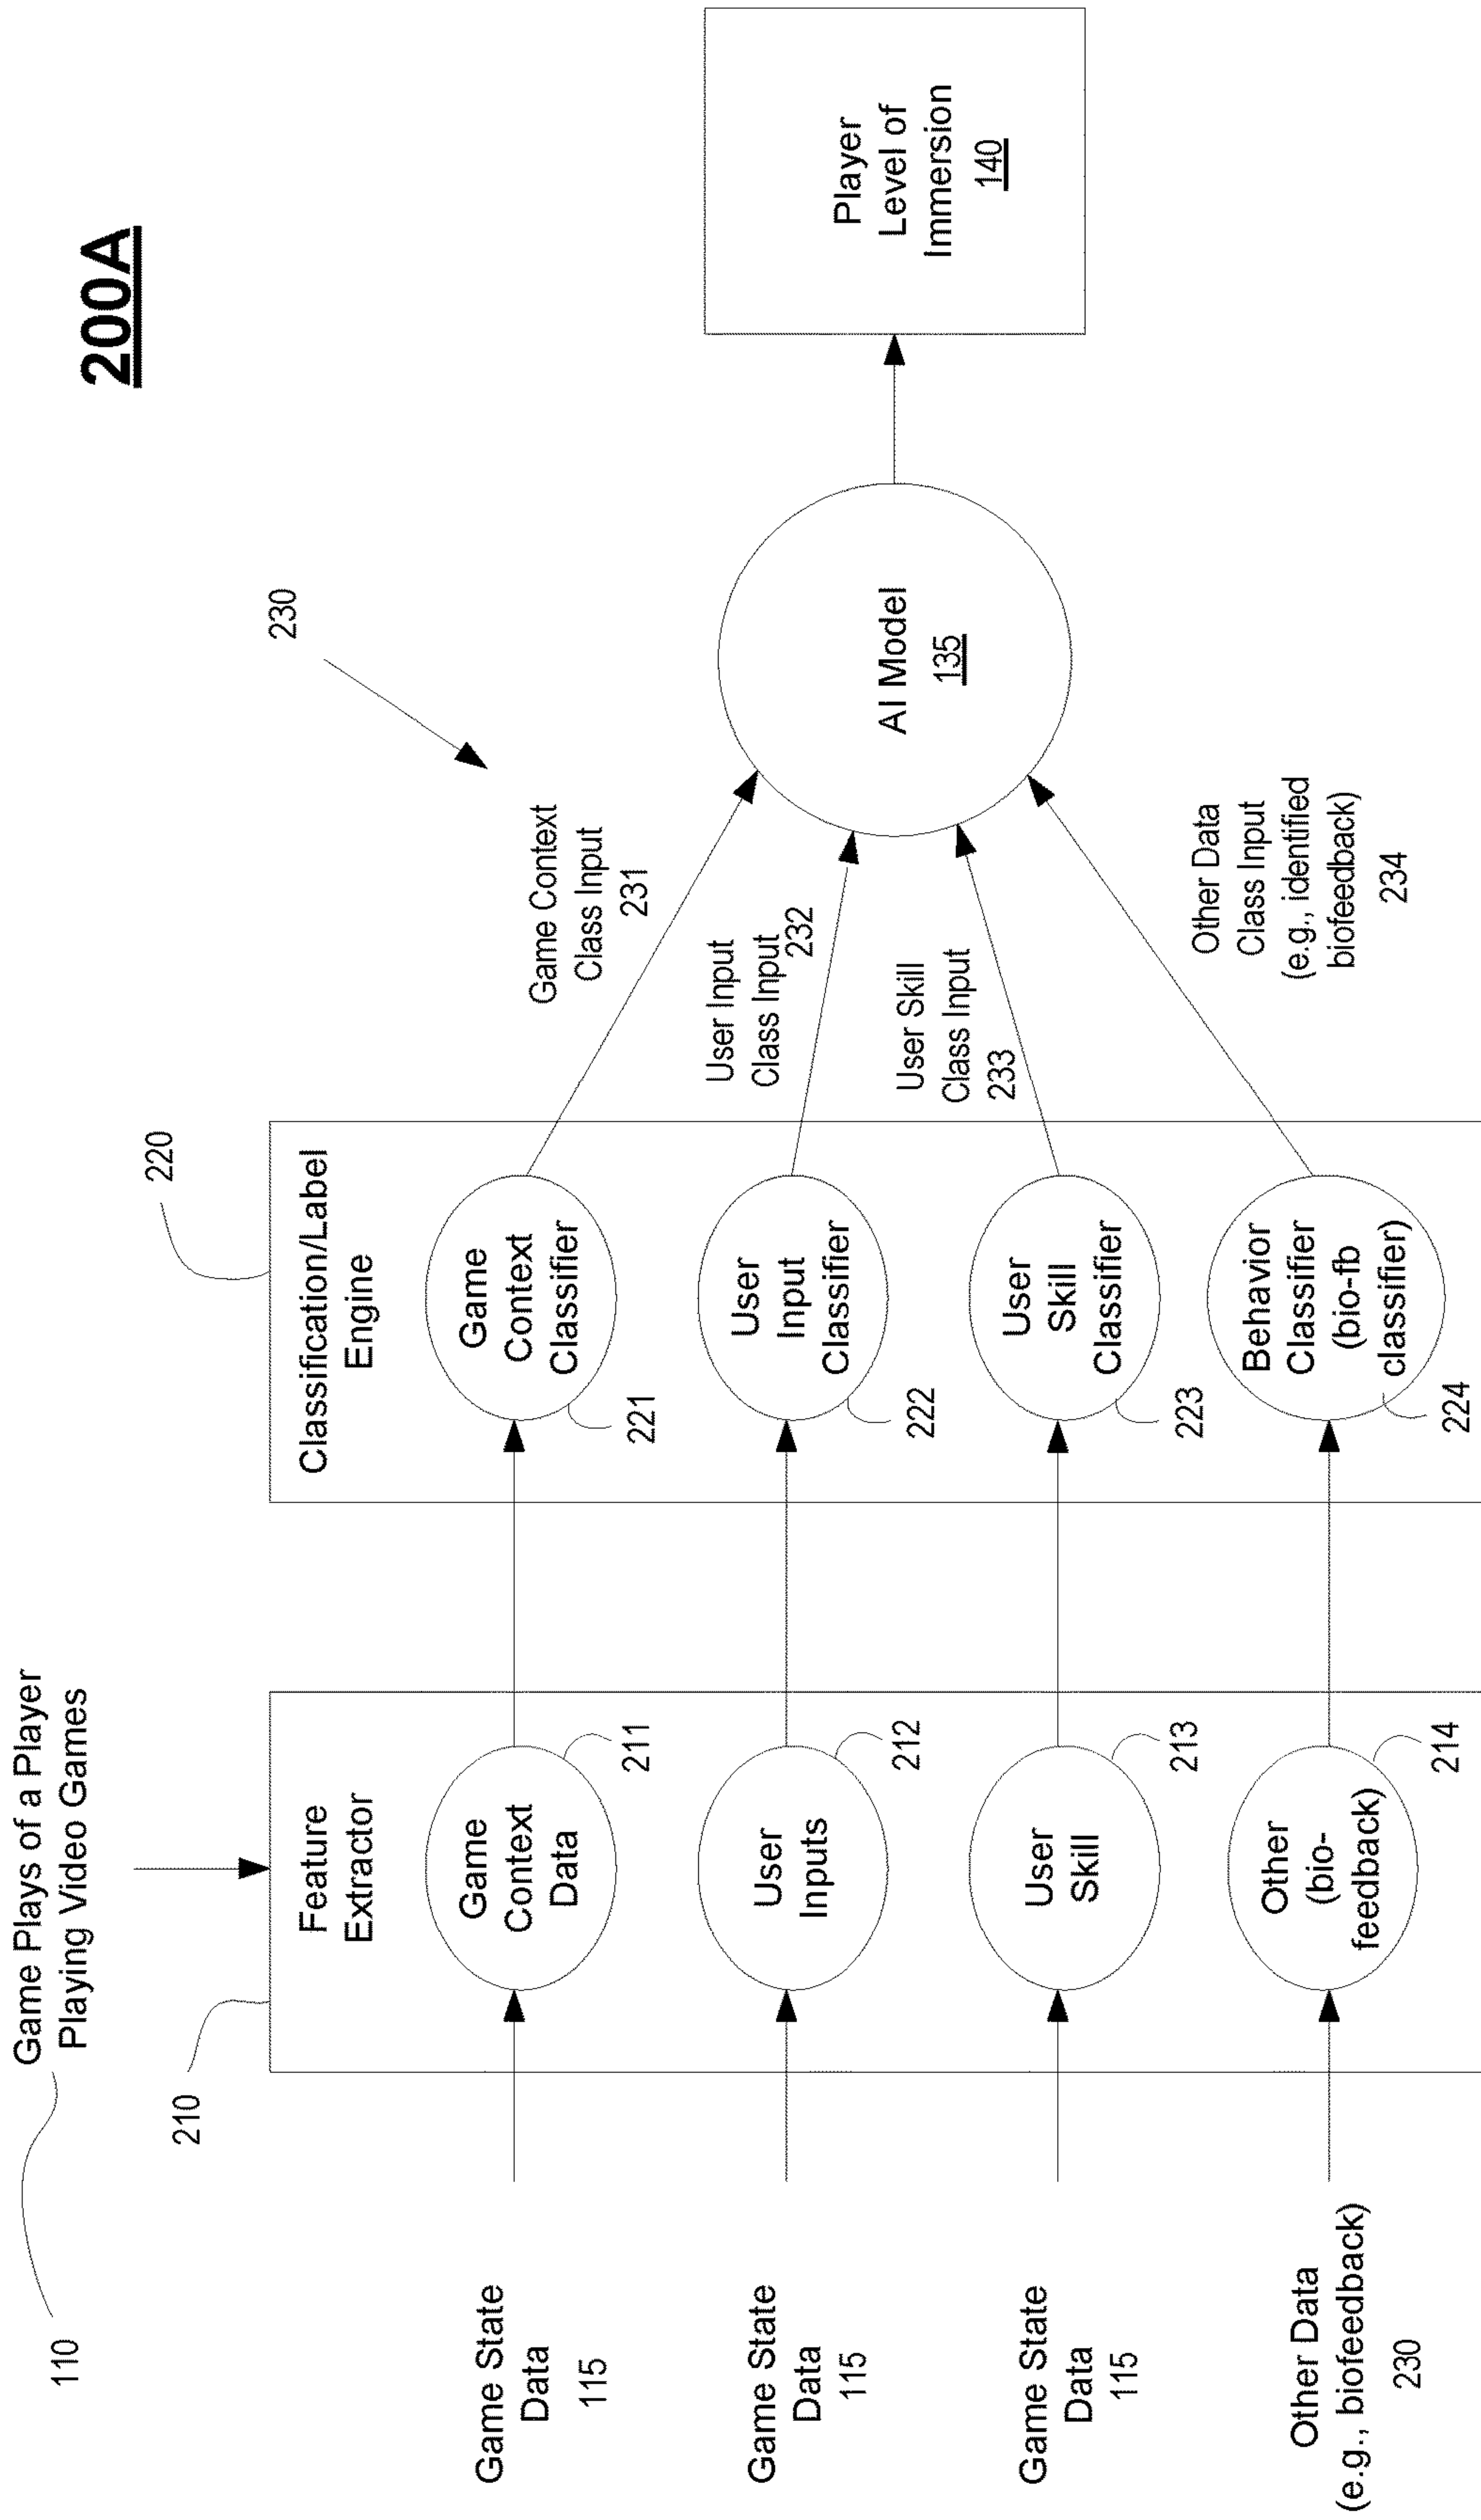 200A
Game Plays of a Player
Playing Video Games
110
210
220
230
Feature
Extractor
Classification/Label
Engine
Game State
Data
115
Game
Context
Data
211
Game
Context
Classifier
221
Game Context
Class Input
231
Game State
Data
115
User
Inputs
212
User
Input
Classifier
222
User Input
Class Input
232
Game State
Data
115
User
Skill
213
User
Skill
Classifier
223
User Skill
Class Input
233
Other Data
(e.g., biofeedback)
230
Other
(bio-
feedback)
214
Behavior
Classifier
(bio-fb
classifier)
224
Other Data
Class Input
(e.g., identified
biofeedback)
234
AI Model
135
Player
Level of
Immersion
140